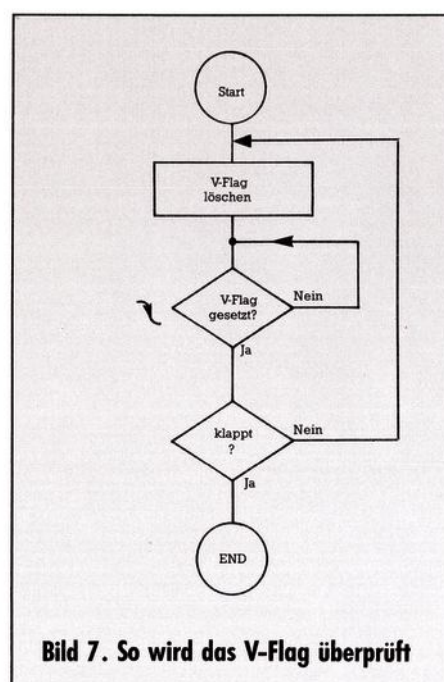 Start
V-Flag
löschen
V-Flag
gesetzt?
Nein
Ja
klappt
?
Nein
Ja
END
Bild 7. So wird das V-Flag überprüft